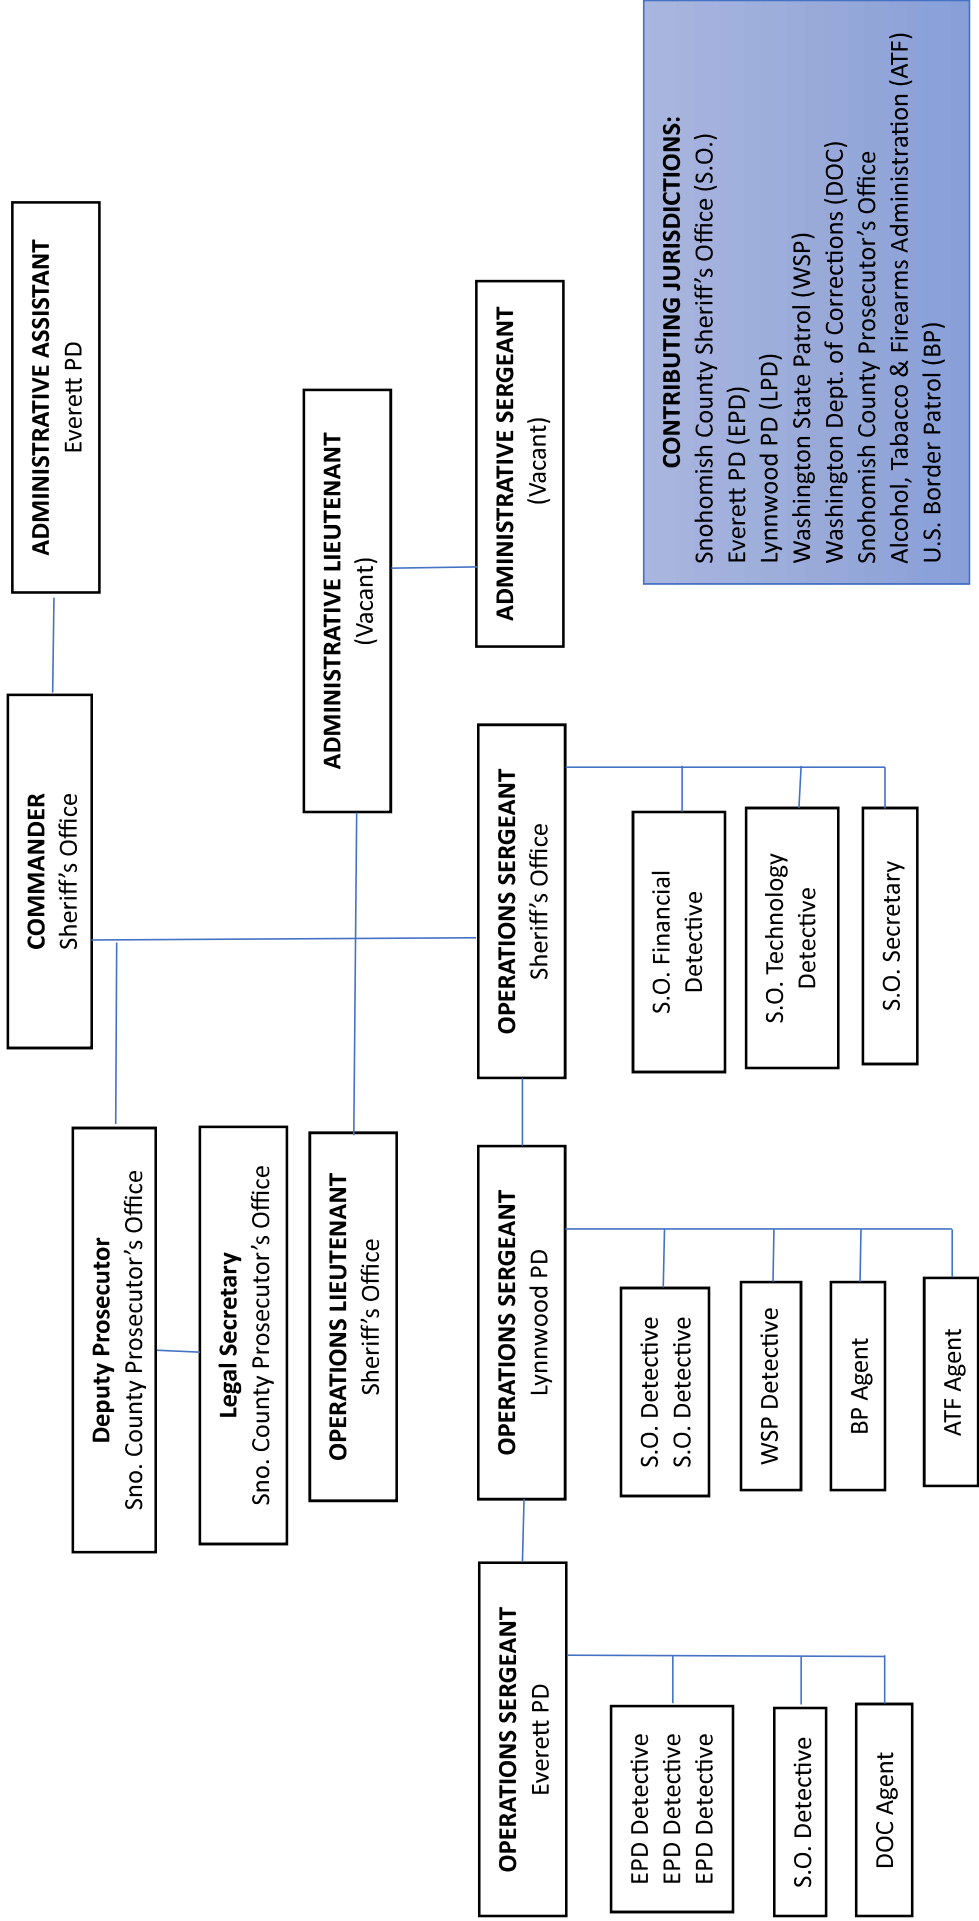 COMMANDER
Sheriff's Office
ADMINISTRATIVE ASSISTANT
Everett PD
Deputy Prosecutor
Sno. County Prosecutor's Office
Legal Secretary
Sno. County Prosecutor's Office
OPERATIONS LIEUTENANT
Sheriff's Office
ADMINISTRATIVE LIEUTENANT
(Vacant)
OPERATIONS SERGEANT
Everett PD
OPERATIONS SERGEANT
Lynnwood PD
OPERATIONS SERGEANT
Sheriff's Office
ADMINISTRATIVE SERGEANT
(Vacant)
EPD Detective
EPD Detective
EPD Detective
S.O. Detective
DOC Agent
S.O. Detective
S.O. Detective
WSP Detective
BP Agent
ATF Agent
S.O. Financial
Detective
S.O. Technology
Detective
S.O. Secretary
CONTRIBUTING JURISDICTIONS:
Snohomish County Sheriff's Office (S.O.)
Everett PD (EPD)
Lynnwood PD (LPD)
Washington State Patrol (WSP)
Washington Dept. of Corrections (DOC)
Snohomish County Prosecutor's Office
Alcohol, Tabacco & Firearms Administration (ATF)
U.S. Border Patrol (BP)